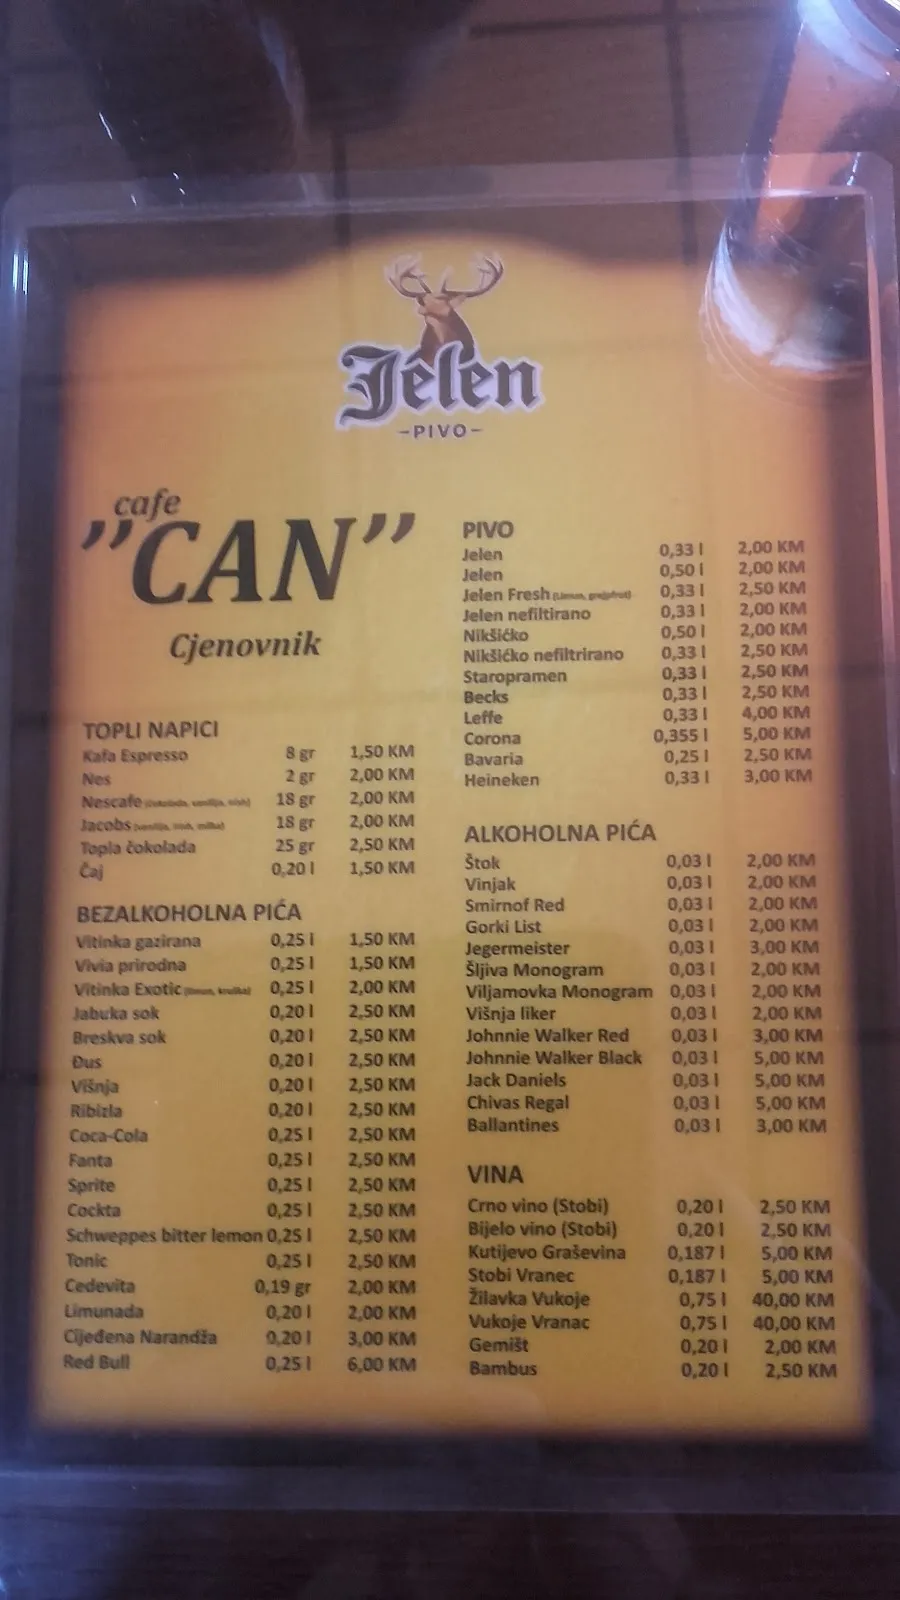 Jelen
-PIVO-
cafe
"CAN"
Cjenovnik
TOPLI NAPICI
Kafa Espresso 8 gr 1,50 KM
Nes 2 gr 2,00 KM
Nescafe (čokolada, vanilija, irish) 18 gr 2,00 KM
Jacobs (vanilija, irish, milka) 18 gr 2,00 KM
Topla čokolada 25 gr 2,50 KM
Čaj 0,20 l 1,50 KM
BEZALKOHOLNA PIĆA
Vitinka gazirana 0,25 l 1,50 KM
Vivia prirodna 0,25 l 1,50 KM
Vitinka Exotic (limun, kruška) 0,25 l 2,00 KM
Jabuka sok 0,20 l 2,50 KM
Breskva sok 0,20 l 2,50 KM
Đus 0,20 l 2,50 KM
Višnja 0,20 l 2,50 KM
Ribizla 0,20 l 2,50 KM
Coca-Cola 0,25 l 2,50 KM
Fanta 0,25 l 2,50 KM
Sprite 0,25 l 2,50 KM
Cockta 0,25 l 2,50 KM
Schweppes bitter lemon 0,25 l 2,50 KM
Tonic 0,25 l 2,50 KM
Cedevita 0,19 gr 2,00 KM
Limunada 0,20 l 2,00 KM
Cijeđena Narandža 0,20 l 3,00 KM
Red Bull 0,25 l 6,00 KM
PIVO
Jelen 0,33 l 2,00 KM
Jelen 0,50 l 2,00 KM
Jelen Fresh (Limun, grejpfrut) 0,33 l 2,50 KM
Jelen nefiltirano 0,33 l 2,00 KM
Nikšićko 0,50 l 2,00 KM
Nikšićko nefiltrirano 0,33 l 2,50 KM
Staropramen 0,33 l 2,50 KM
Becks 0,33 l 2,50 KM
Leffe 0,33 l 4,00 KM
Corona 0,355 l 5,00 KM
Bavaria 0,25 l 2,50 KM
Heineken 0,33 l 3,00 KM
ALKOHOLNA PIĆA
Štok 0,03 l 2,00 KM
Vinjak 0,03 l 2,00 KM
Smirnof Red 0,03 l 2,00 KM
Gorki List 0,03 l 2,00 KM
Jegermeister 0,03 l 3,00 KM
Šljiva Monogram 0,03 l 2,00 KM
Viljamovka Monogram 0,03 l 2,00 KM
Višnja liker 0,03 l 2,00 KM
Johnnie Walker Red 0,03 l 3,00 KM
Johnnie Walker Black 0,03 l 5,00 KM
Jack Daniels 0,03 l 5,00 KM
Chivas Regal 0,03 l 5,00 KM
Ballantines 0,03 l 3,00 KM
VINA
Crno vino (Stobi) 0,20 l 2,50 KM
Bijelo vino (Stobi) 0,20 l 2,50 KM
Kutijevo Graševina 0,187 l 5,00 KM
Stobi Vranec 0,187 l 5,00 KM
Žilavka Vukoje 0,75 l 40,00 KM
Vukoje Vranac 0,75 l 40,00 KM
Gemišt 0,20 l 2,00 KM
Bambus 0,20 l 2,50 KM